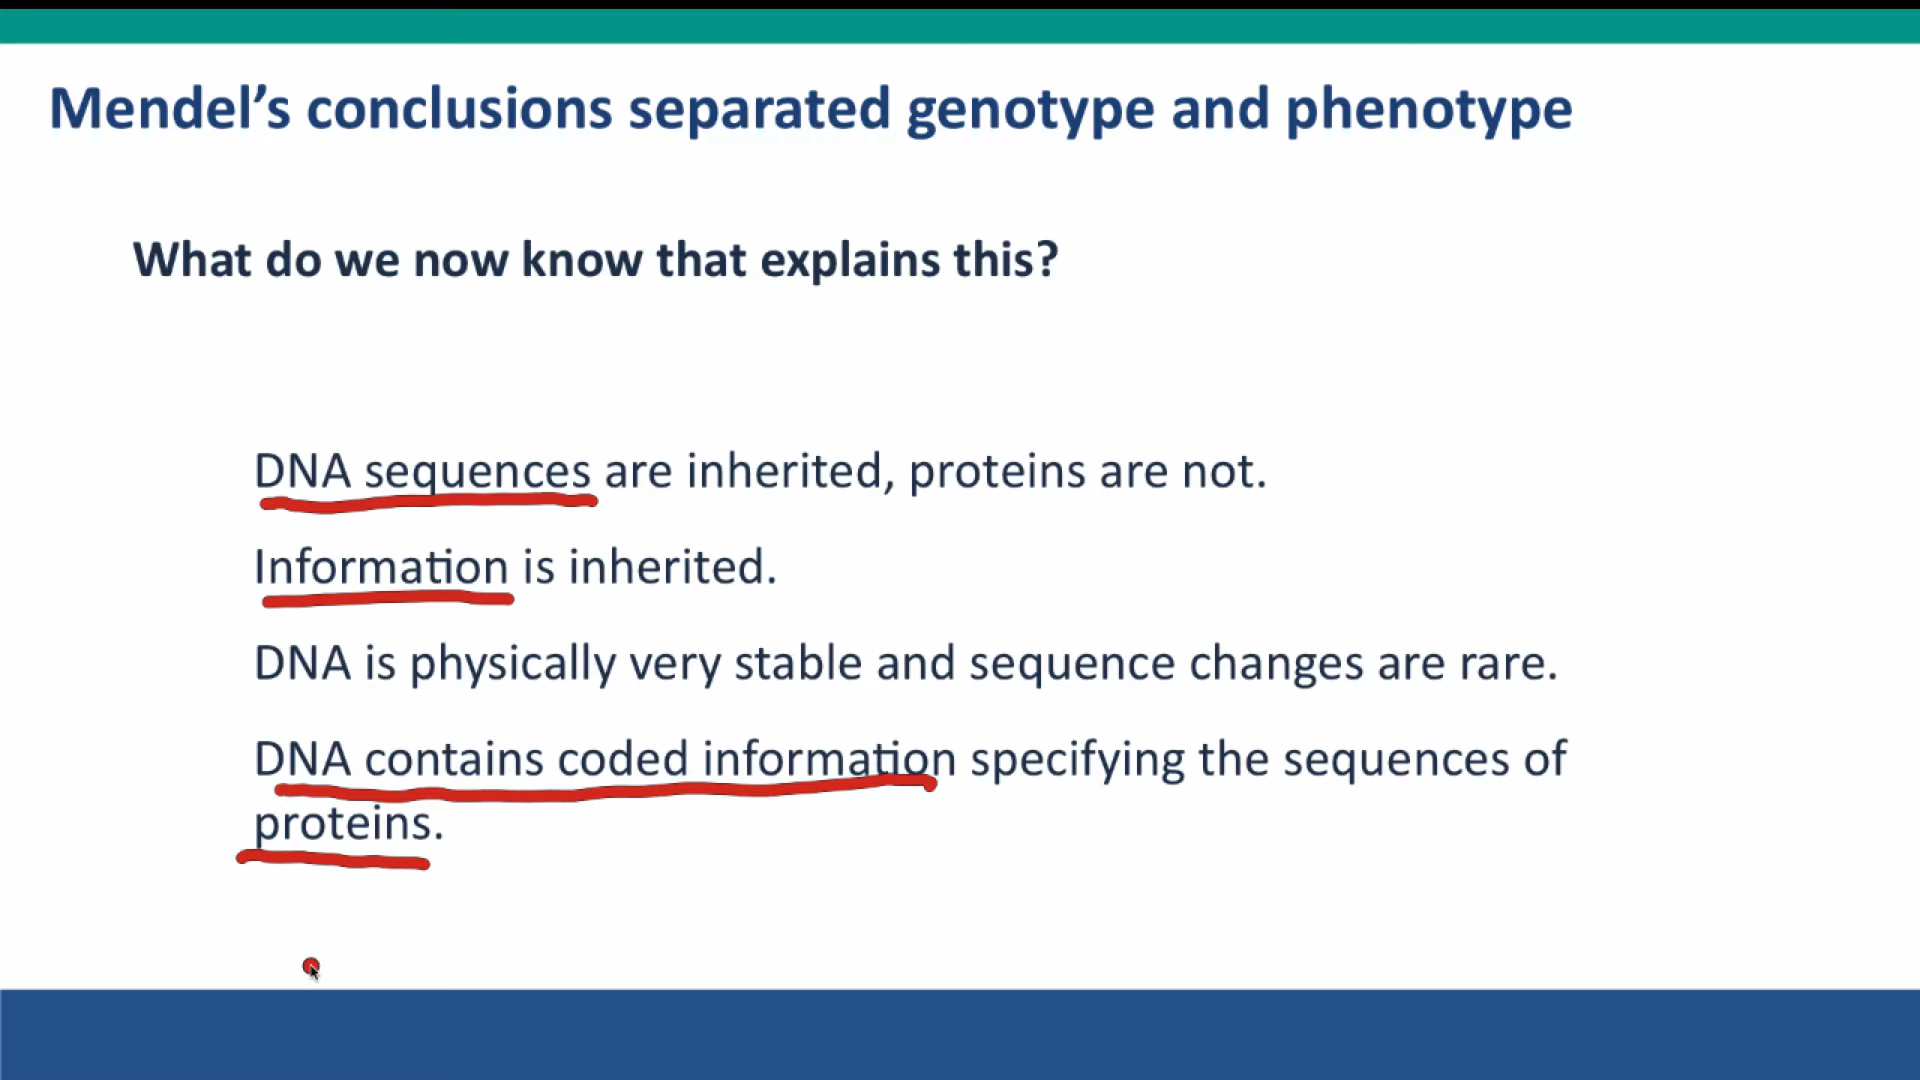 Mendel’s conclusions separated genotype and phenotype
What do we now know that explains this?
DNA sequences are inherited, proteins are not.
Information is inherited.
DNA is physically very stable and sequence changes are rare.
DNA contains coded information specifying the sequences of
proteins.